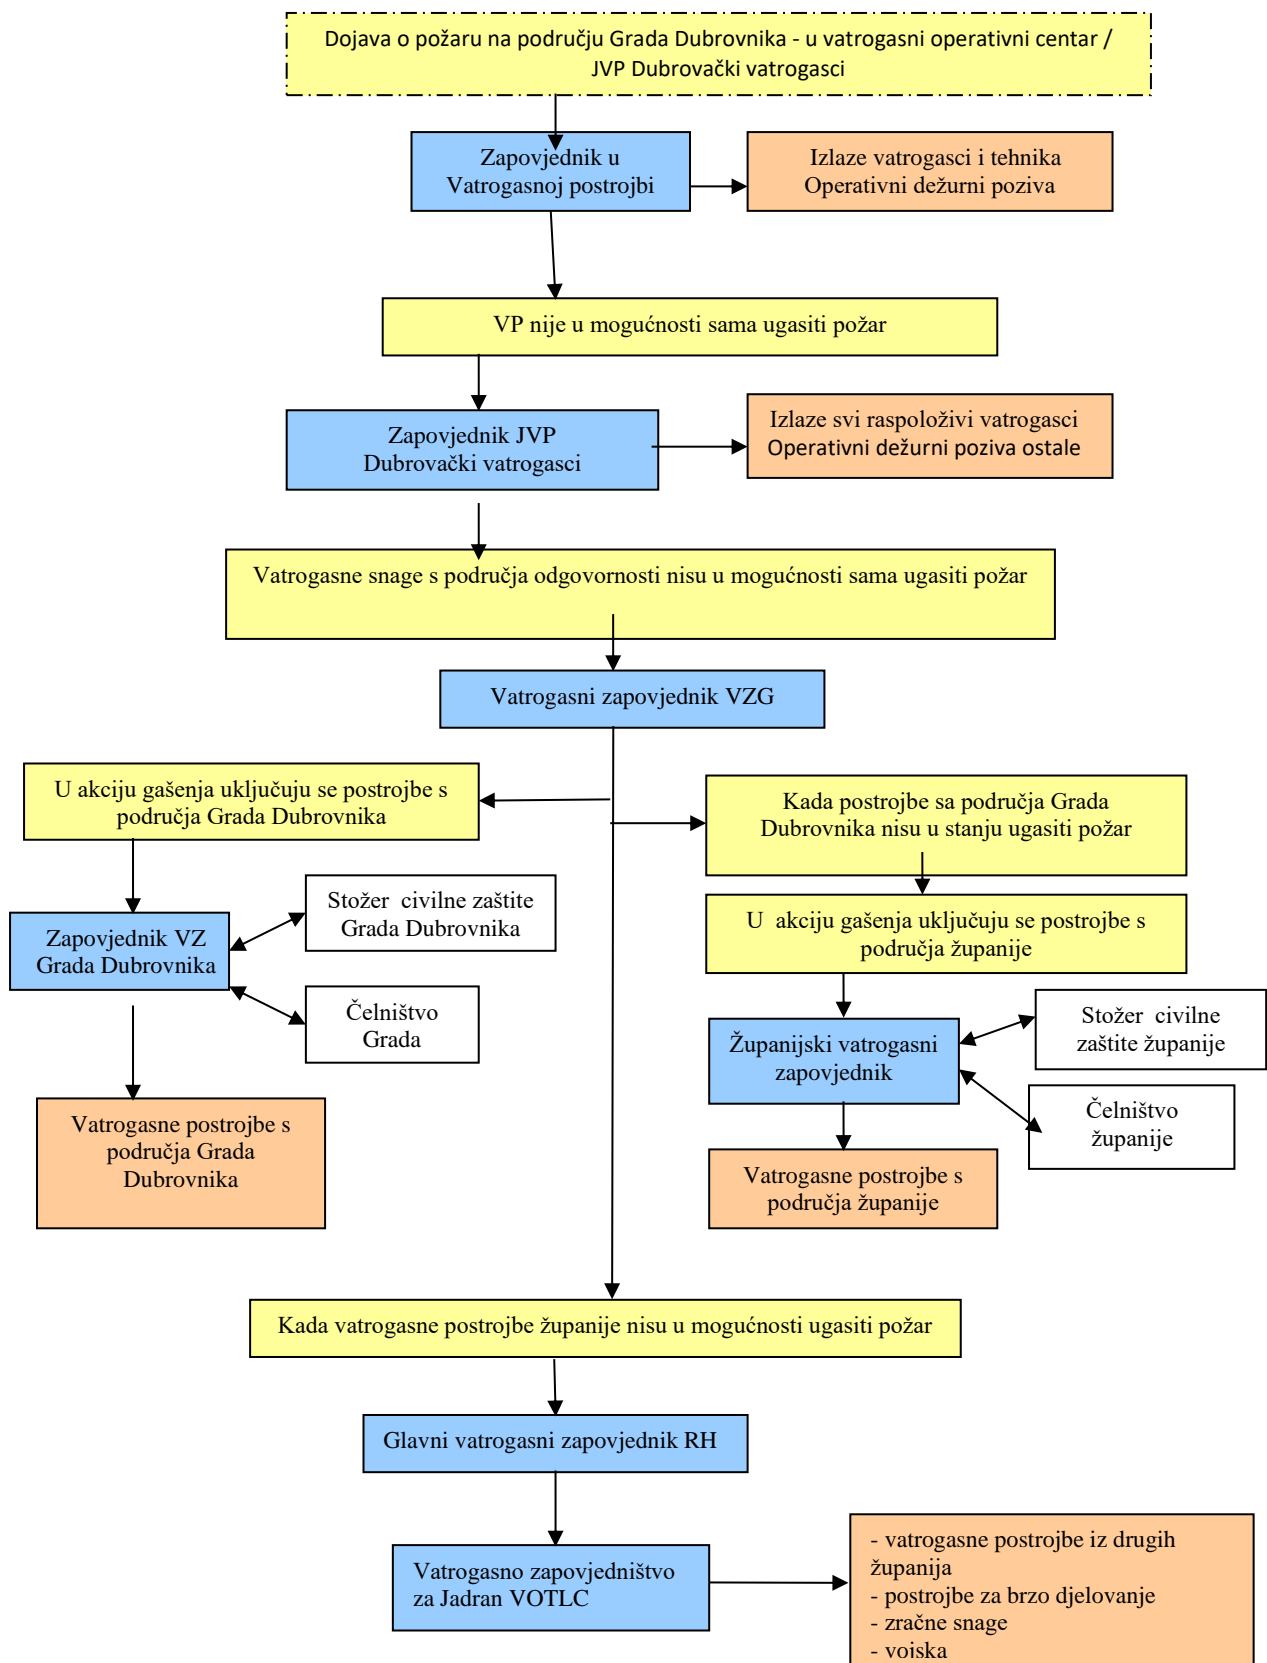 Dojava o požaru na području Grada Dubrovnika - u vatrogasni operativni centar /
JVP Dubrovački vatrogasci
Zapovjednik u
Vatrogasnoj postrojbi
Izlaze vatrogasci i tehnika
Operativni dežurni poziva
VP nije u mogućnosti sama ugasiti požar
Zapovjednik JVP
Dubrovački vatrogasci
Izlaze svi raspoloživi vatrogasci
Operativni dežurni poziva ostale
Vatrogasne snage s područja odgovornosti nisu u mogućnosti sama ugasiti požar
Vatrogasni zapovjednik VZG
U akciju gašenja uključuju se postrojbe s
područja Grada Dubrovnika
Kada postrojbe sa područja Grada
Dubrovnika nisu u stanju ugasiti požar
Stožer  civilne zaštite
Grada Dubrovnika
Zapovjednik VZ
Grada Dubrovnika
Čelništvo
Grada
U  akciju gašenja uključuju se postrojbe s
područja županije
Stožer  civilne
zaštite županije
Županijski vatrogasni
zapovjednik
Čelništvo
županije
Vatrogasne postrojbe s
područja Grada
Dubrovnika
Vatrogasne postrojbe s
područja županije
Kada vatrogasne postrojbe županije nisu u mogućnosti ugasiti požar
Glavni vatrogasni zapovjednik RH
Vatrogasno zapovjedništvo
za Jadran VOTLC
- vatrogasne postrojbe iz drugih
županija
- postrojbe za brzo djelovanje
- zračne snage
- vojska